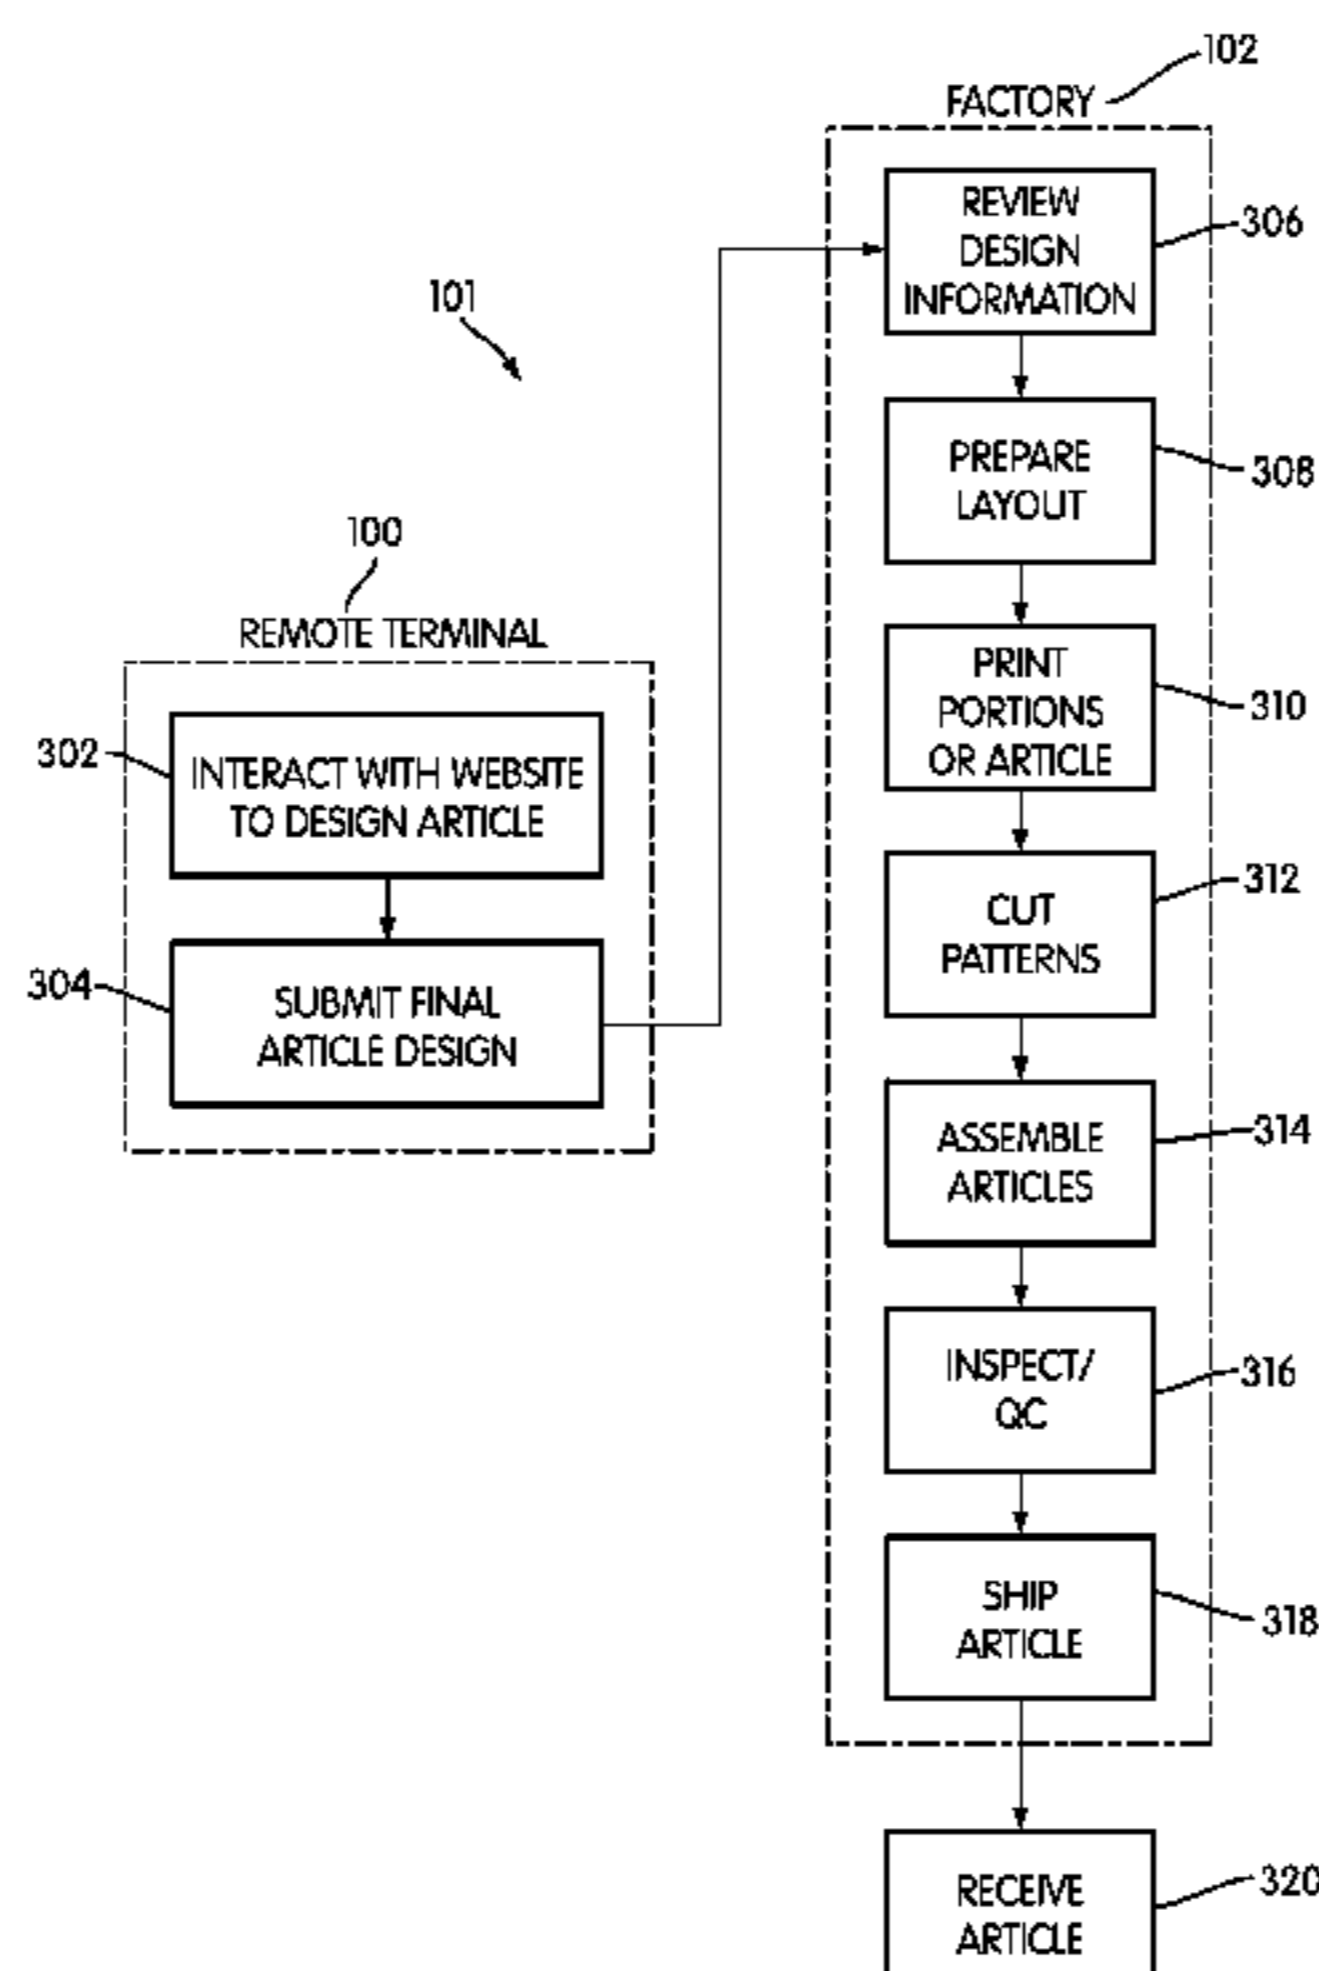 102
FACTORY
REVIEW
DESIGN
INFORMATION
306
101
PREPARE
LAYOUT
308
100
REMOTE TERMINAL
PRINT
PORTIONS
OR ARTICLE
310
302
INTERACT WITH WEBSITE
TO DESIGN ARTICLE
CUT
PATTERNS
312
304
SUBMIT FINAL
ARTICLE DESIGN
ASSEMBLE
ARTICLES
314
INSPECT/
QC
316
SHIP
ARTICLE
318
RECEIVE
ARTICLE
320